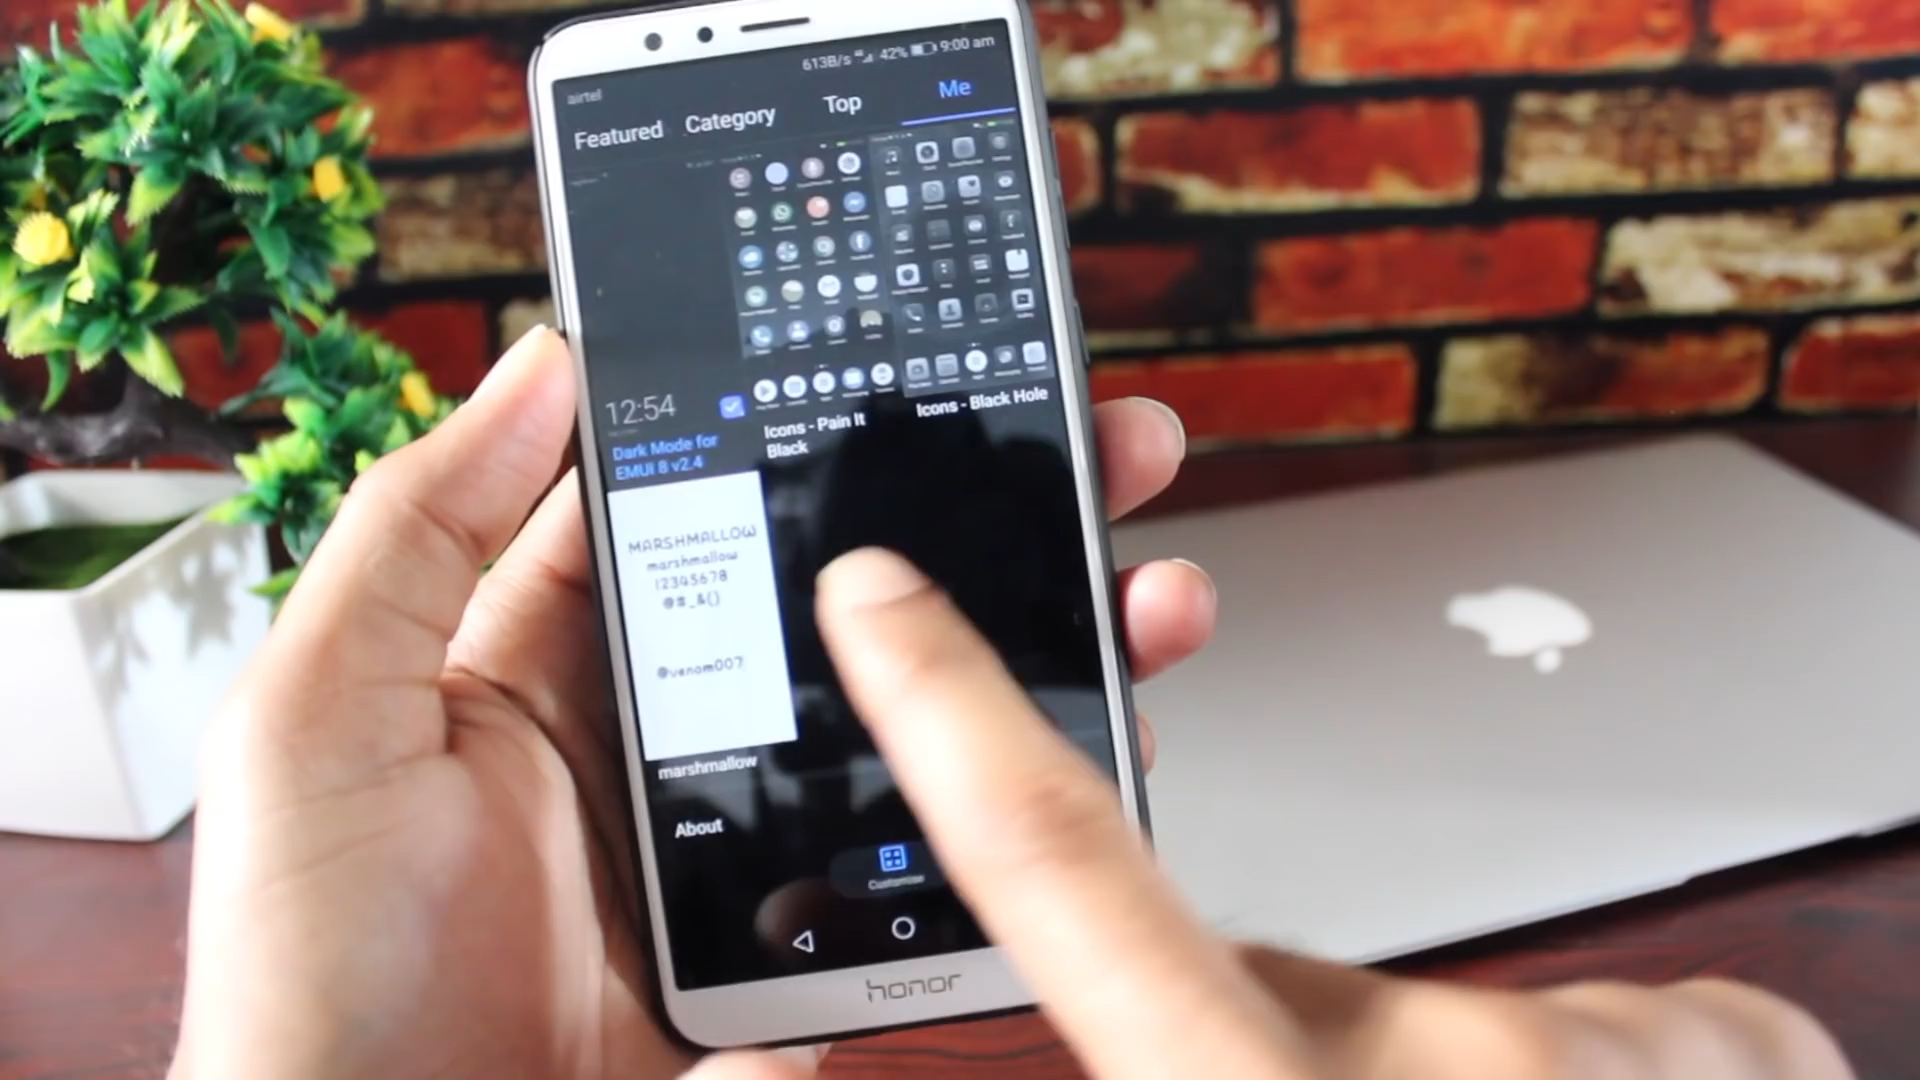 airtel 613B/s 42% 9:00 am
Featured Category Top Me
12:54
Dark Mode for
EMUI 8 v2.4
Icons - Pain It
Black
Icons - Black Hole
MARSHMALLOW
marshmallow
12345678
@#_&()
@venom007
marshmallow
About
Customise
honor